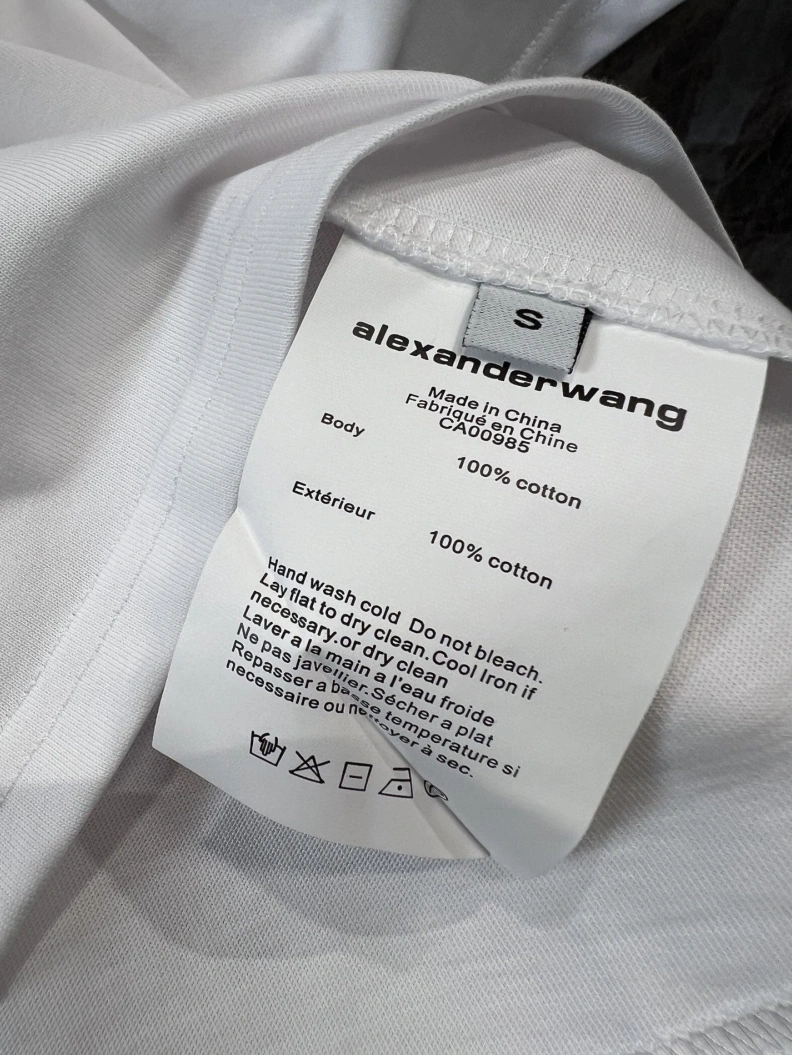 S
alexanderwang
Made in China
Fabriqué en Chine
CA00985
Body
100% cotton
Extérieur
100% cotton
Hand wash cold Do not bleach.
Lay flat to dry clean.Cool Iron if
necessary.or dry clean
Laver a la main a l'eau froide
Ne pas javellier.Sécher a plat
Repasser a basse temperature si
necessaire ou nettoyer à sec.